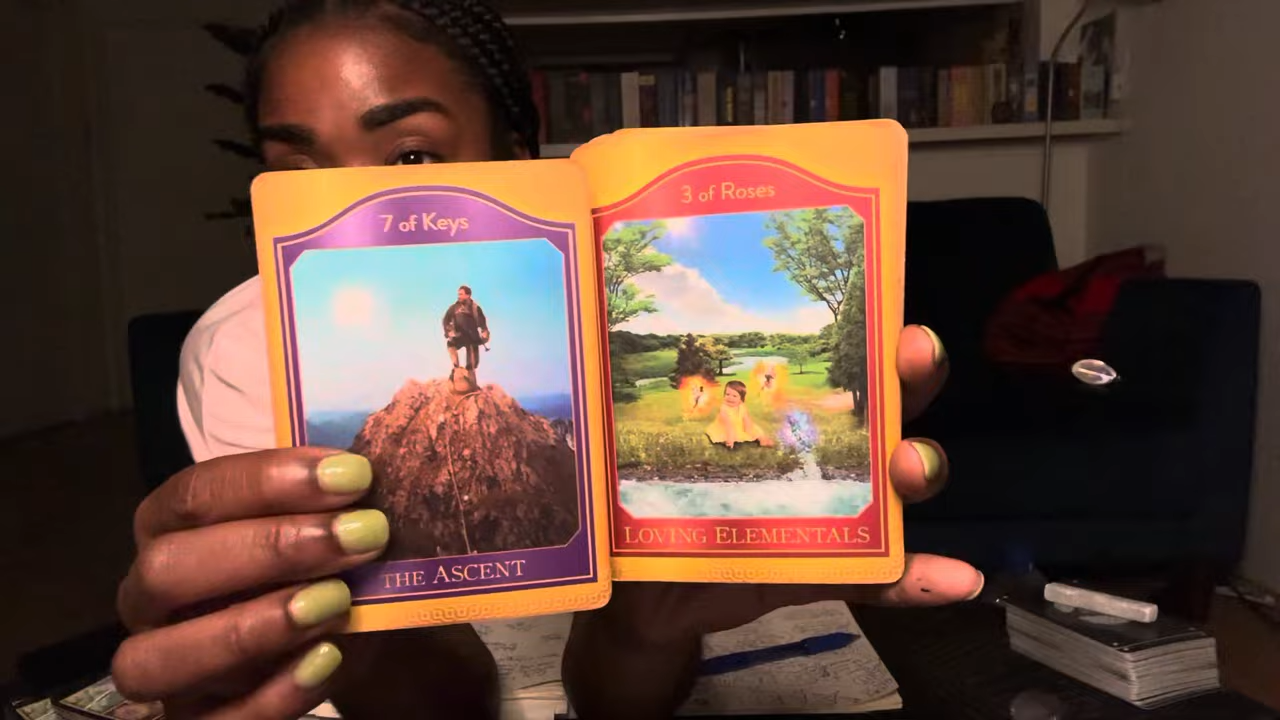 7 of Keys
THE ASCENT
3 of Roses
LOVING ELEMENTALS